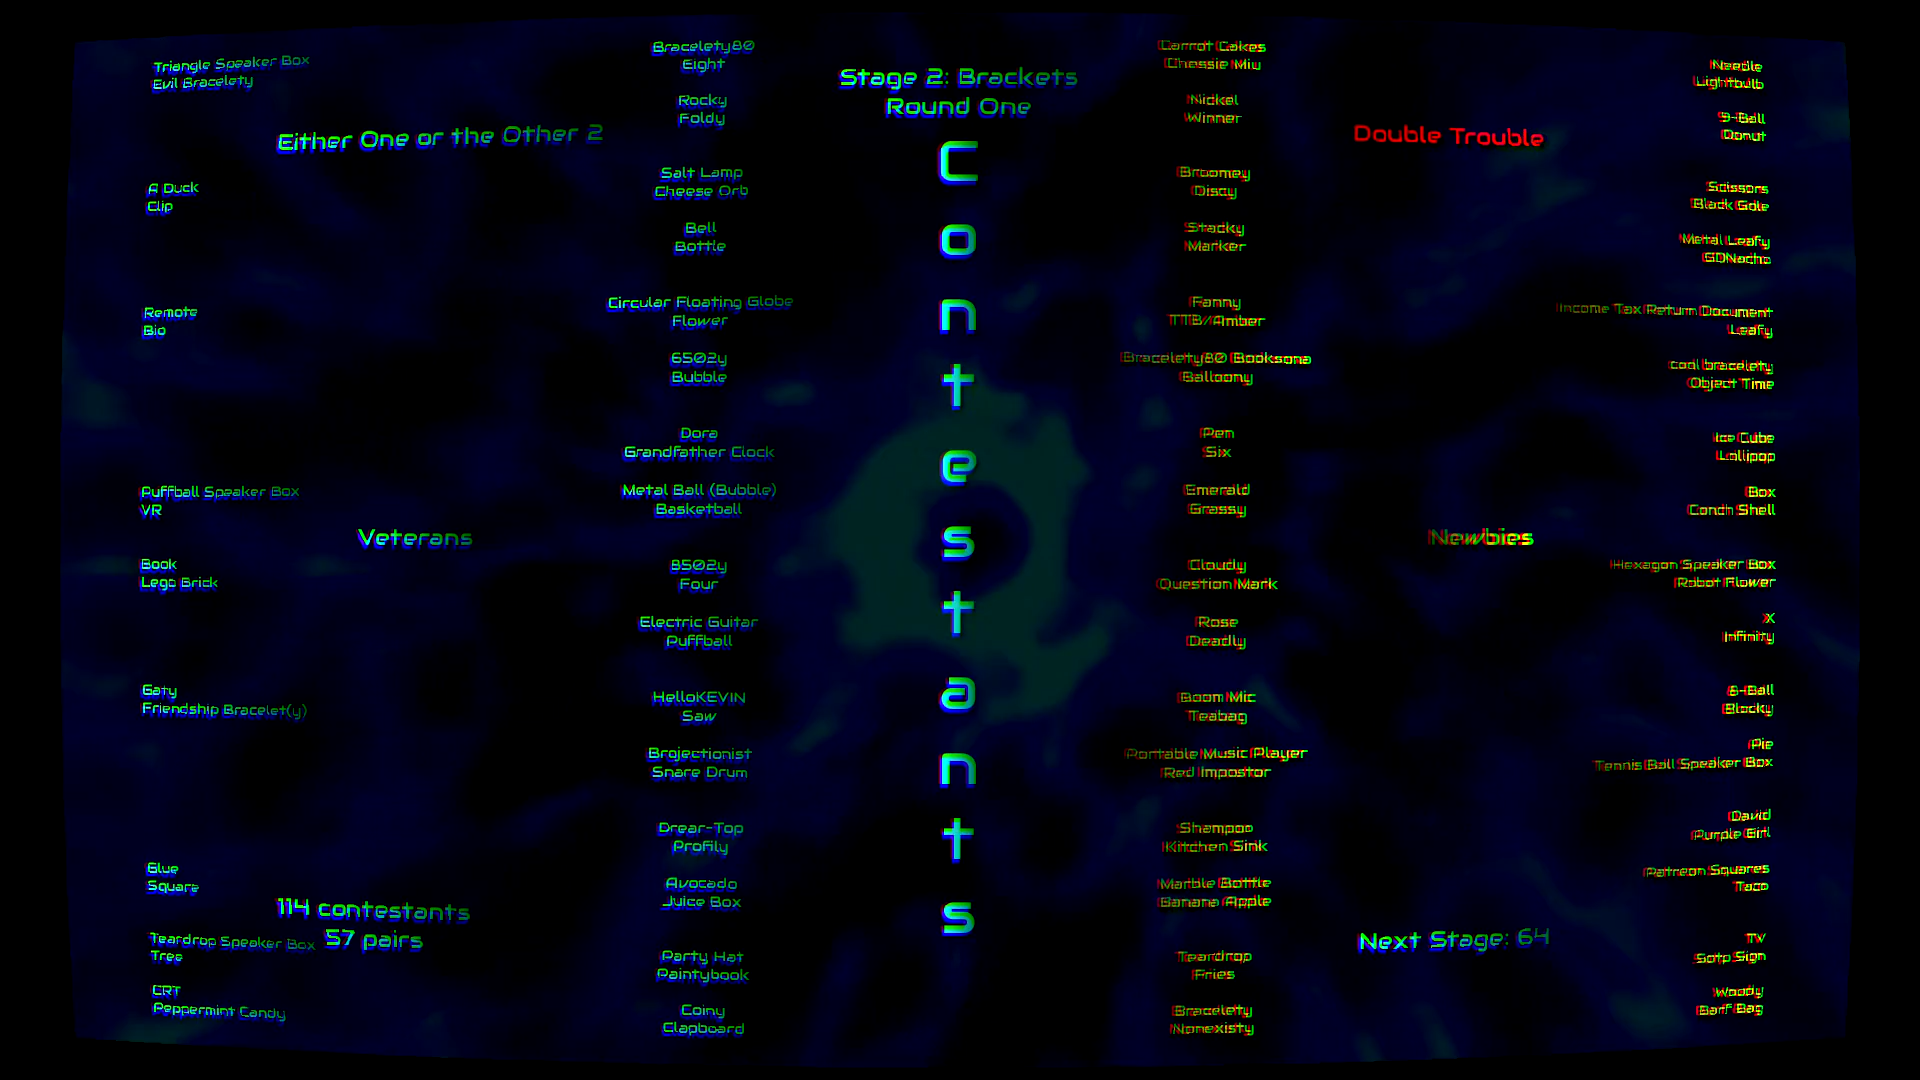 Triangle Speaker Box
Evil Bracelety
A Duck
Clip
Remote
Bio
Puffball Speaker Box
VR
Book
Lego Brick
Gaty
Friendship Bracelet(y)
Blue
Square
Teardrop Speaker Box
Tree
CRT
Peppermint Candy
Either One or the Other 2
Veterans
114 contestants
57 pairs
Bracelety80
Eight
Rocky
Foldy
Salt Lamp
Cheese Orb
Bell
Bottle
Circular Floating Globe
Flower
6502y
Bubble
Dora
Grandfather Clock
Metal Ball (Bubble)
Basketball
8502y
Four
Electric Guitar
Puffball
HelloKEVIN
Saw
Brojectionist
Snare Drum
Drear-Top
Profily
Avocado
Juice Box
Party Hat
Paintybook
Coiny
Clapboard
Stage 2: Brackets
Round One
Contestants
Carrot Cakes
Chessie Miu
Nickel
Winner
Broomey
Discy
Stacky
Marker
Fanny
TTB//Amber
Bracelety80 Booksona
Balloony
Pen
Six
Emerald
Grassy
Cloudy
Question Mark
Rose
Deadly
Boom Mic
Teabag
Portable Music Player
Red Impostor
Shampoo
Kitchen Sink
Marble Bottle
Banana Apple
Teardrop
Fries
Bracelety
Nonexisty
Double Trouble
Newbies
Next Stage: 64
Needle
Lightbulb
9-Ball
Donut
Scissors
Black Gole
Metal Leafy
SDNacho
Income Tax Return Document
Leafy
cool bracelety
Object Time
Ice Cube
Lollipop
Box
Conch Shell
Hexagon Speaker Box
Robot Flower
X
Infinity
8-Ball
Blocky
Pie
Tennis Ball Speaker Box
David
Purple Girl
Patreon Squares
Taco
TV
Sotp Sign
Woody
Barf Bag